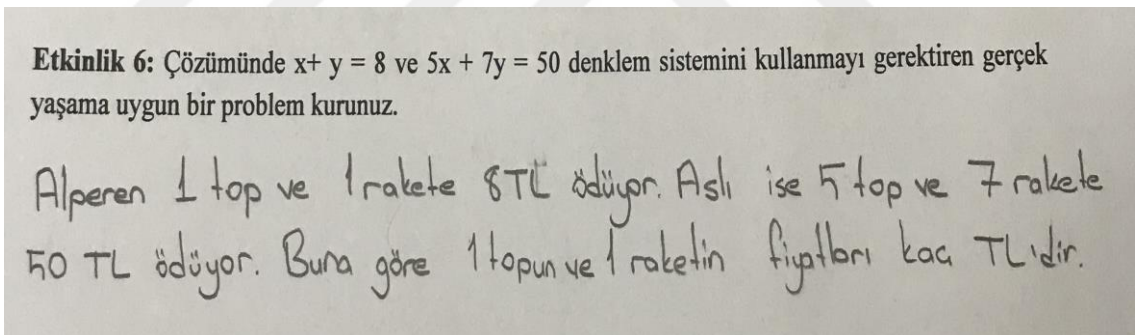 Etkinlik 6: Çözümünde x+ y = 8 ve 5x + 7y = 50 denklem sistemini kullanmayı gerektiren gerçek
yaşama uygun bir problem kurunuz.
Alperen 1 top ve 1 rakete 8TL ödüyor. Aslı ise 5 top ve 7 rakete
50 TL ödüyor. Buna göre 1 topun ve 1 raketin fiyatları kaç TL'dir.